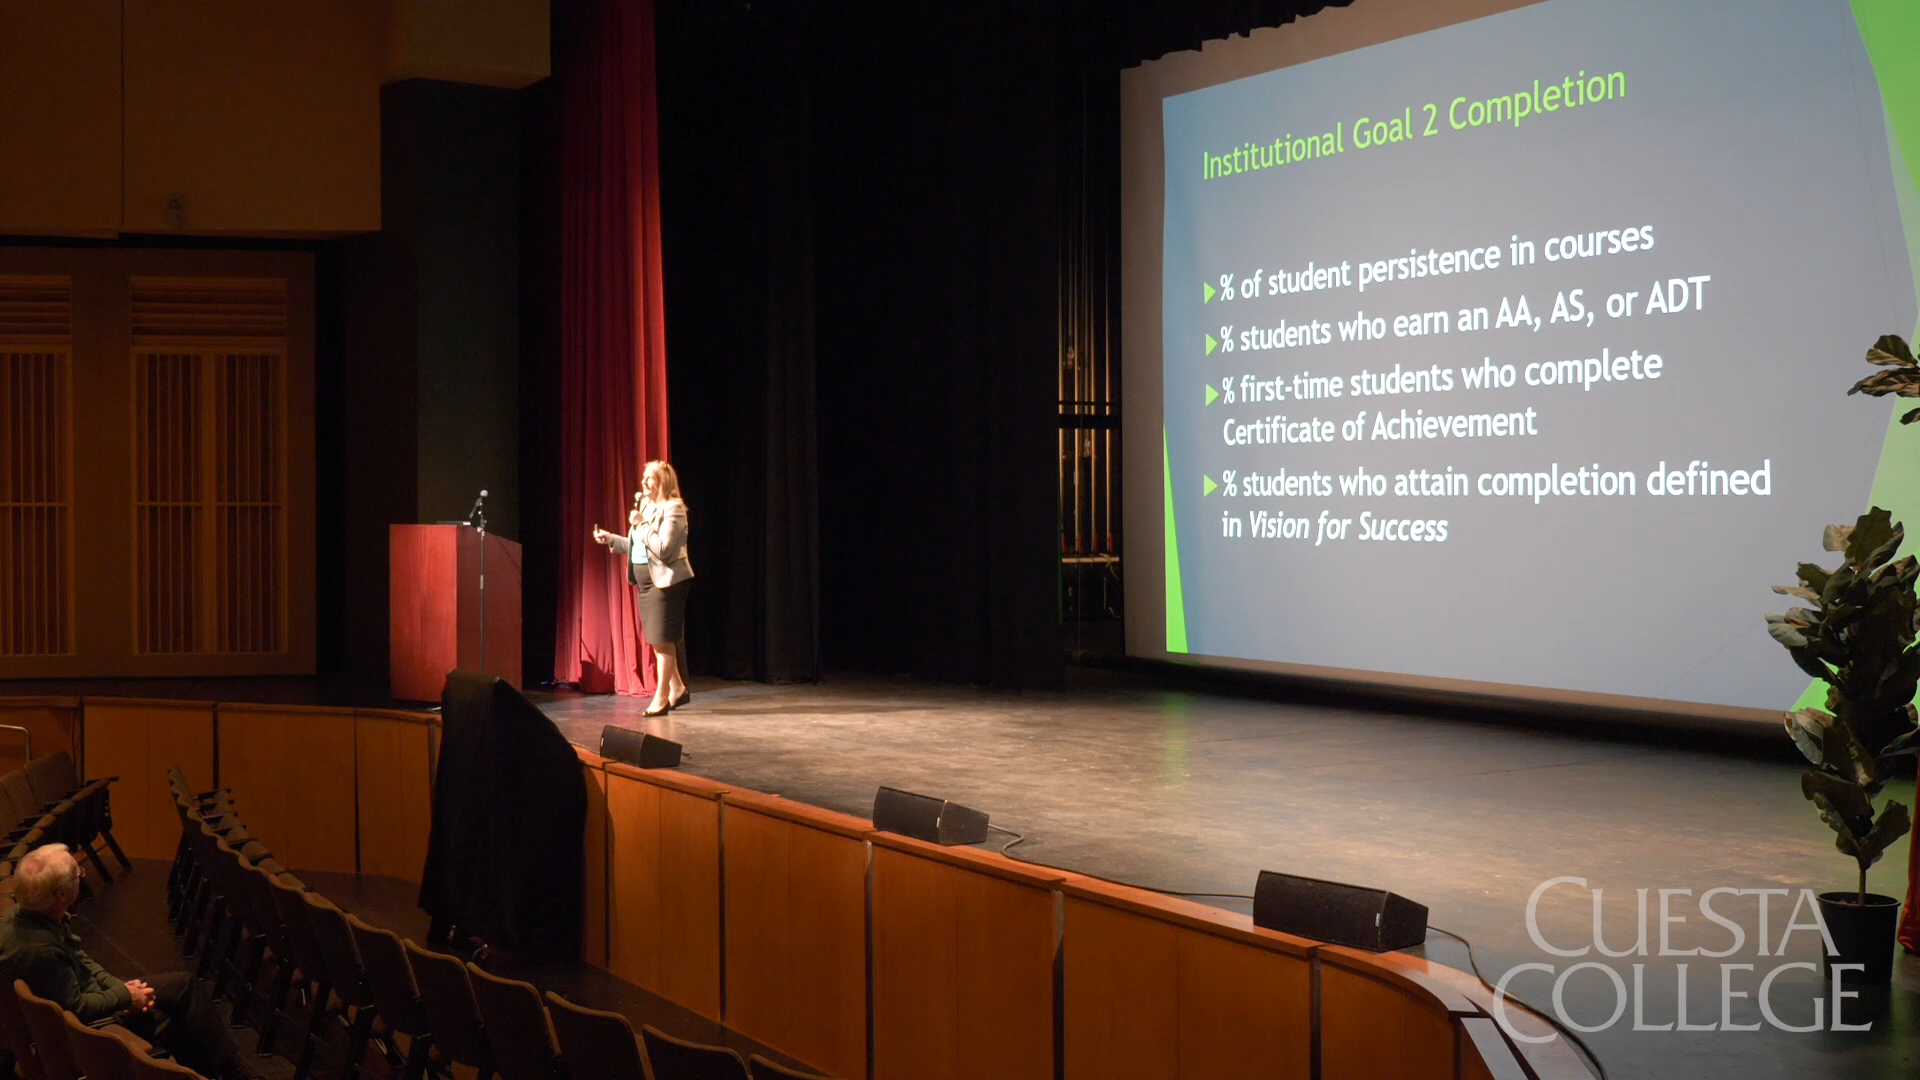 Institutional Goal 2 Completion
% of student persistence in courses
% students who earn an AA, AS, or ADT
% first-time students who complete
Certificate of Achievement
% students who attain completion defined
in Vision for Success
CUESTA
COLLEGE